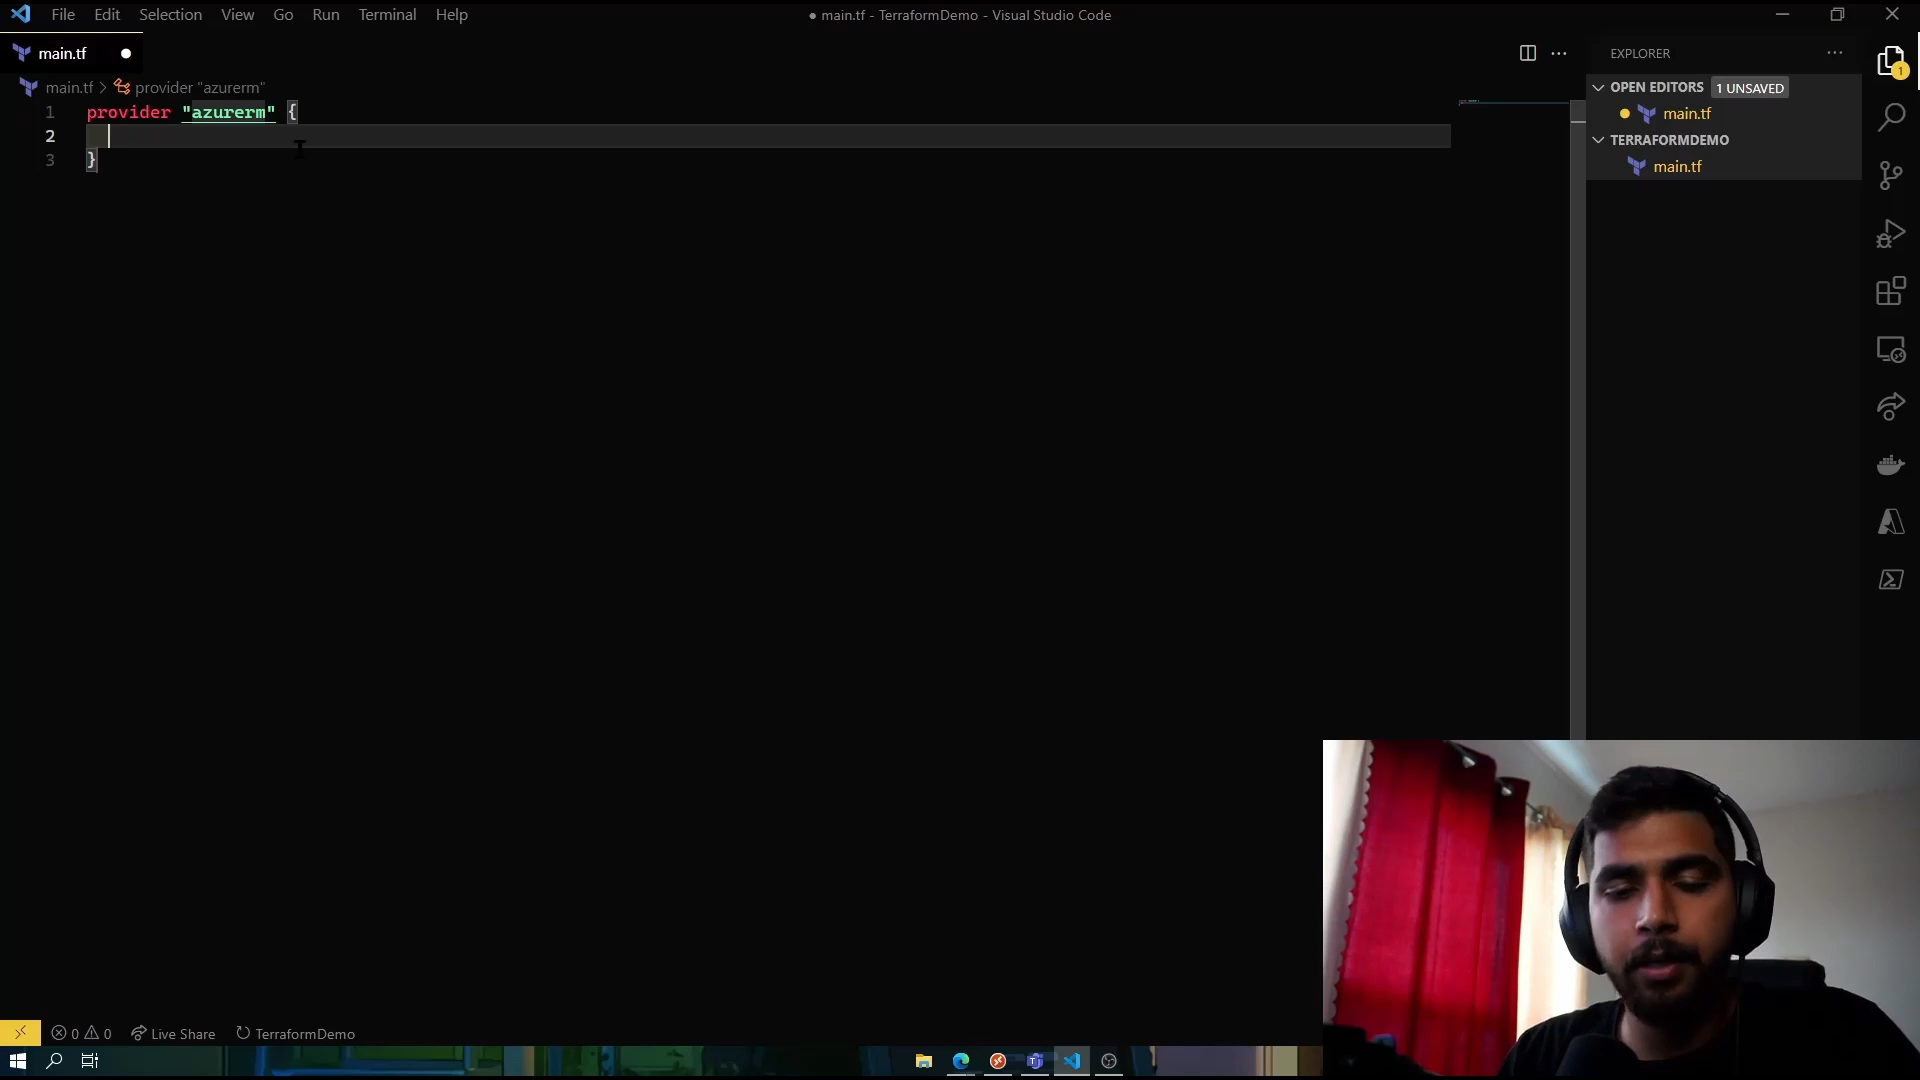 File Edit Selection View Go Run Terminal Help
● main.tf - TerraformDemo - Visual Studio Code
main.tf
main.tf > provider "azurerm"
1 provider "azurerm" {
2
3 }
EXPLORER
OPEN EDITORS 1 UNSAVED
main.tf
TERRAFORMDEMO
main.tf
1
0 0 Live Share TerraformDemo